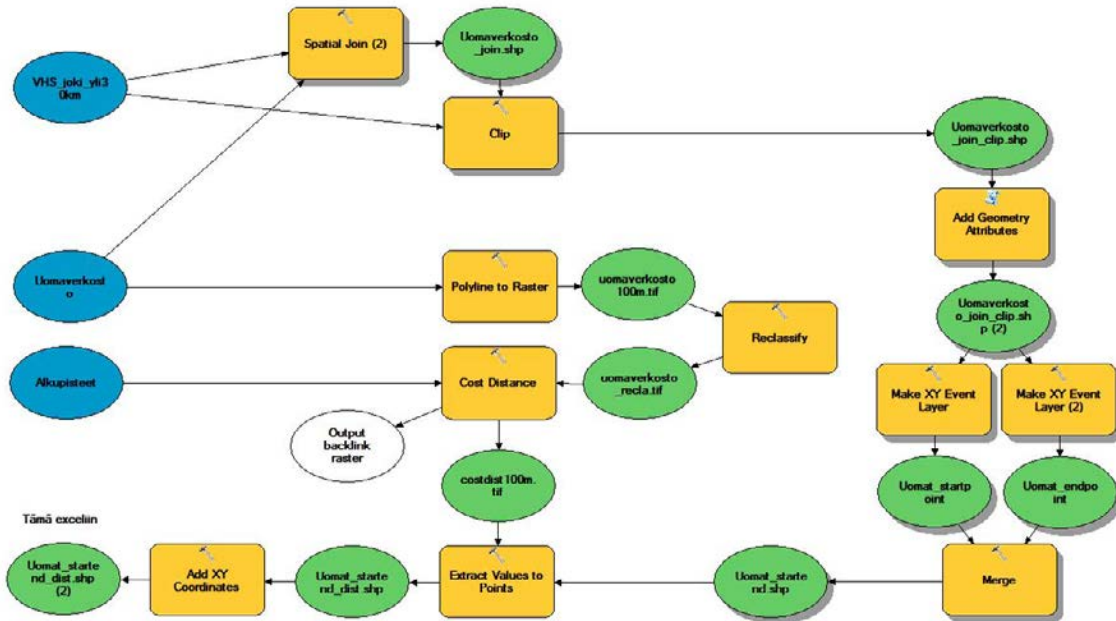 Spatial Join (2)
Uomaverkosto
_join.shp
VHS_joki_yli3
0km
Clip
Uomaverkosto
_join_clip.shp
Add Geometry
Attributes
Uomaverkost
o
Polyline to Raster
uomaverkosto
100m.tif
Uomaverkost
o_join_clip.sh
p (2)
Reclassify
Alkupisteet
Cost Distance
uomaverkosto
_recla.tif
Make XY Event
Layer
Make XY Event
Layer (2)
Output
backlink
raster
costdist100m.
tif
Uomat_startp
oint
Uomat_endpo
int
Tämä exceliin
Uomat_starte
nd_dist.shp
(2)
Add XY
Coordinates
Uomat_starte
nd_dist.shp
Extract Values to
Points
Uomat_starte
nd.shp
Merge